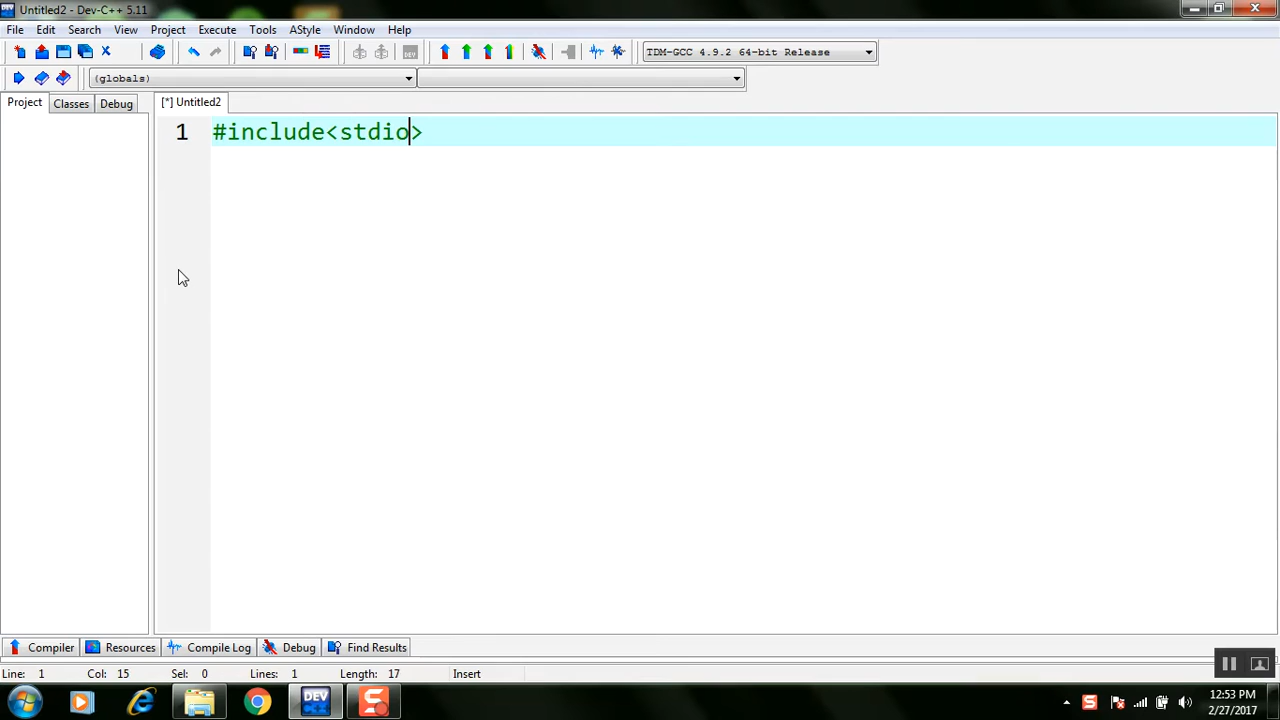 Untitled2 - Dev-C++ 5.11
File Edit Search View Project Execute Tools AStyle Window Help
DEV TDM-GCC 4.9.2 64-bit Release
(globals)
Project Classes Debug [*] Untitled2
1 #include<stdio>
Compiler Resources Compile Log Debug Find Results
Line: 1 Col: 15 Sel: 0 Lines: 1 Length: 17 Insert
DEV C++ S S 12:53 PM
2/27/2017